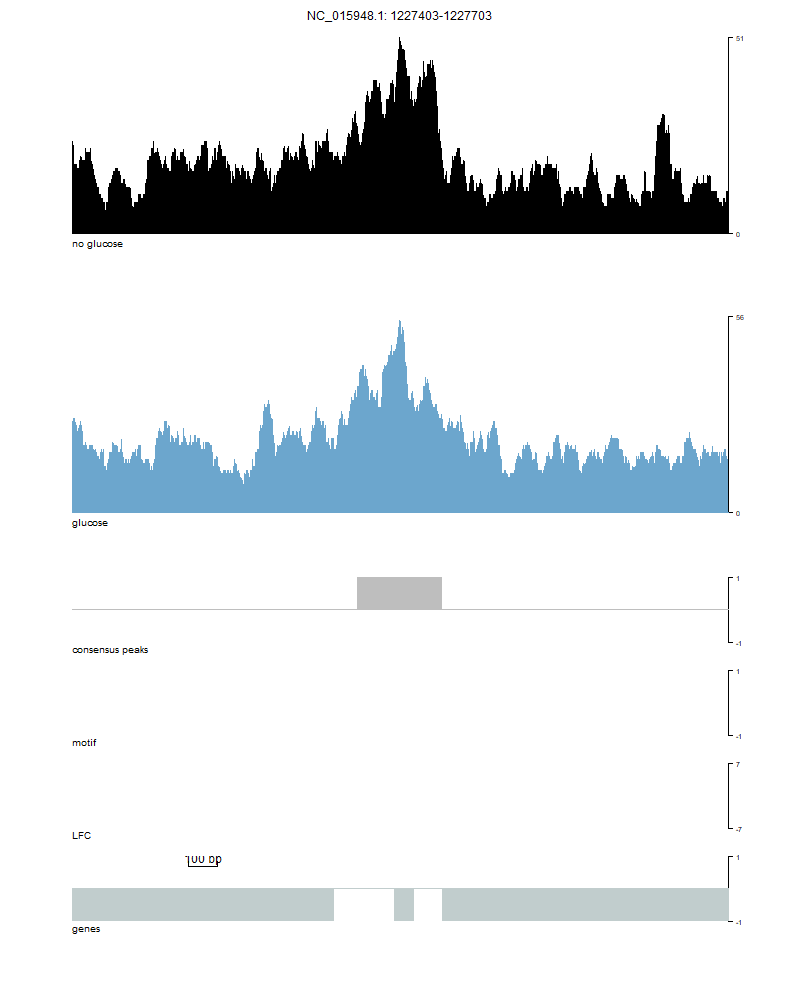 NC_015948.1: 1227403-1227703
51
0
no glucose
56
0
glucose
1
-1
consensus peaks
1
-1
motif
7
-7
LFC
100 bp
1
-1
genes